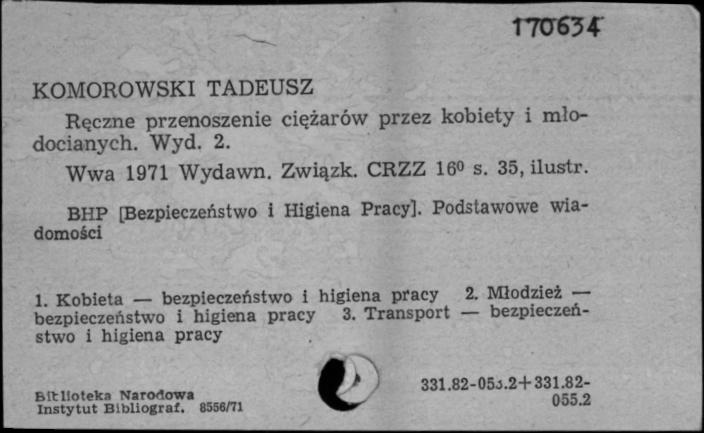 170634
KOMOROWSKI TADEUSZ
Ręczne przenoszenie ciężarów przez kobiety i mło-
docianych. Wyd. 2.
Wwa 1971 Wydawn. Związk. CRZZ 16⁰ s. 35, ilustr.
BHP [Bezpieczeństwo i Higiena Pracy]. Podstawowe wia-
domości
1. Kobieta — bezpieczeństwo i higiena pracy 2. Młodzież —
bezpieczeństwo i higiena pracy 3. Transport — bezpieczeń-
stwo i higiena pracy
Biblioteka Narodowa
Instytut Bibliograf. 8556/71
331.82-053.2+331.82-
055.2